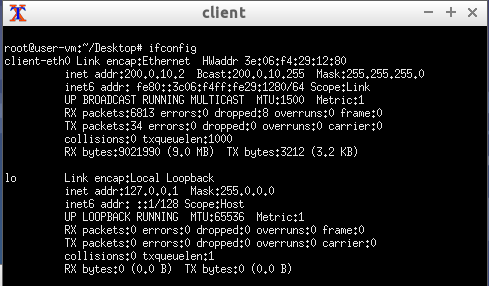 client
root@user-vm:~/Desktop# ifconfig
client-eth0 Link encap:Ethernet  HWaddr 3e:06:f4:29:12:80
inet addr:200.0.10.2  Bcast:200.0.10.255  Mask:255.255.255.0
inet6 addr: fe80::3c06:f4ff:fe29:1280/64 Scope:Link
UP BROADCAST RUNNING MULTICAST  MTU:1500  Metric:1
RX packets:6813 errors:0 dropped:8 overruns:0 frame:0
TX packets:34 errors:0 dropped:0 overruns:0 carrier:0
collisions:0 txqueuelen:1000
RX bytes:9021990 (9.0 MB)  TX bytes:3212 (3.2 KB)
lo        Link encap:Local Loopback
inet addr:127.0.0.1  Mask:255.0.0.0
inet6 addr: ::1/128 Scope:Host
UP LOOPBACK RUNNING  MTU:65536  Metric:1
RX packets:0 errors:0 dropped:0 overruns:0 frame:0
TX packets:0 errors:0 dropped:0 overruns:0 carrier:0
collisions:0 txqueuelen:1
RX bytes:0 (0.0 B)  TX bytes:0 (0.0 B)